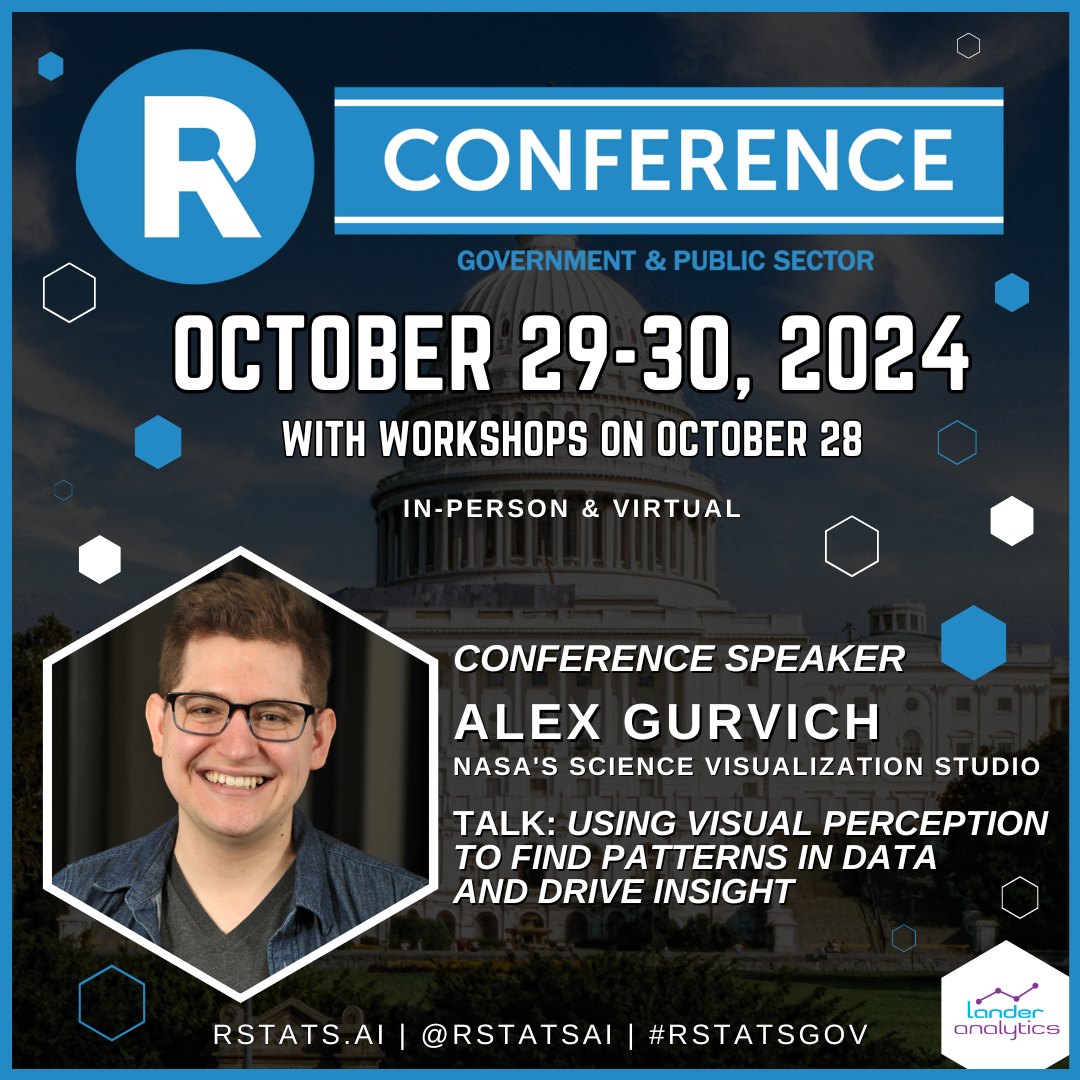 R CONFERENCE
GOVERNMENT & PUBLIC SECTOR
OCTOBER 29-30, 2024
WITH WORKSHOPS ON OCTOBER 28
IN-PERSON & VIRTUAL
CONFERENCE SPEAKER
ALEX GURVICH
NASA'S SCIENCE VISUALIZATION STUDIO
TALK: USING VISUAL PERCEPTION
TO FIND PATTERNS IN DATA
AND DRIVE INSIGHT
RSTATS.AI | @RSTATSAI | #RSTATSGOV
lander
analytics